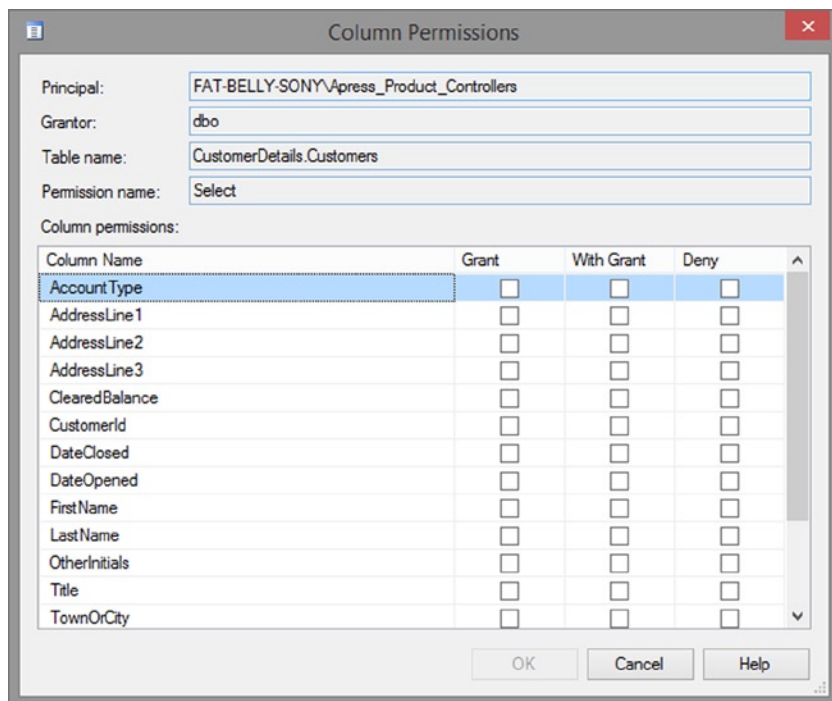 Column Permissions
Principal: FAT-BELLY-SONY\Apress_Product_Controllers
Grantor: dbo
Table name: CustomerDetails.Customers
Permission name: Select
Column permissions:
Column Name Grant With Grant Deny
AccountType
AddressLine1
AddressLine2
AddressLine3
ClearedBalance
CustomerId
DateClosed
DateOpened
FirstName
LastName
OtherInitials
Title
TownOrCity
OK Cancel Help